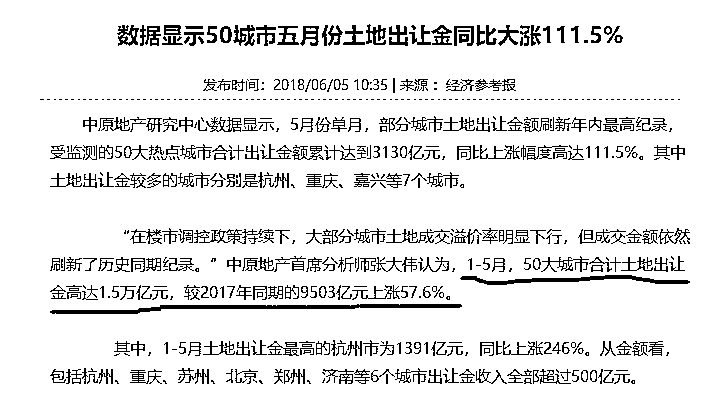 数据显示50城市五月份土地出让金同比大涨111.5%
发布时间：2018/06/05 10:35 | 来源： 经济参考报
中原地产研究中心数据显示，5月份单月，部分城市土地出让金额刷新年内最高纪录，
受监测的50大热点城市合计出让金额累计达到3130亿元，同比上涨幅度高达111.5%。其中
土地出让金较多的城市分别是杭州、重庆、嘉兴等7个城市。
“在楼市调控政策持续下，大部分城市土地成交溢价率明显下行，但成交金额依然
刷新了历史同期纪录。”中原地产首席分析师张大伟认为，1-5月，50大城市合计土地出让
金高达1.5万亿元，较2017年同期的9503亿元上涨57.6%。
其中，1-5月土地出让金最高的杭州市为1391亿元，同比上涨246%。从金额看，
包括杭州、重庆、苏州、北京、郑州、济南等6个城市出让金收入全部超过500亿元。